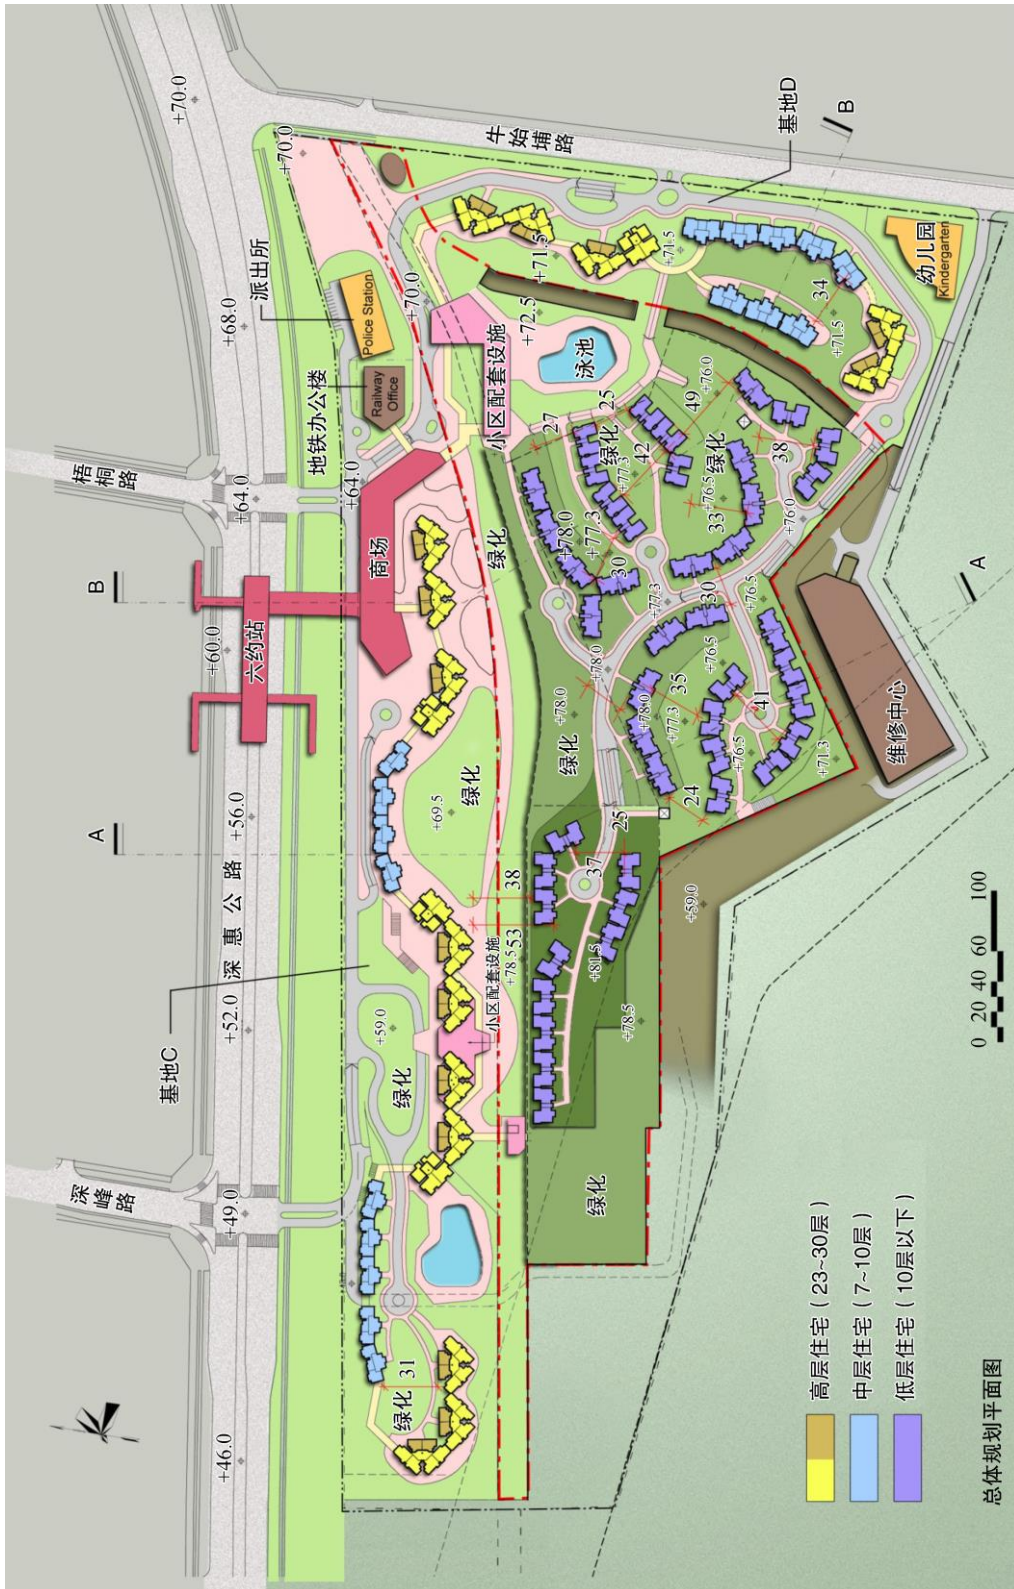 深峰路
A
B
梧桐路
+70.0
基地C
+60.0
+46.0
+49.0
+52.0
深惠公路
+56.0
六约站
+64.0
+68.0
派出所
+70.0
地铁办公楼
+64.0
商场
Railway Office
Police Station
+59.0
绿化
绿化
31
+69.5
绿化
+70.0
小区配套设施
绿化
小区配套设施
牛始埔路
+78.5
53
38
+78.0
绿化
绿化
+78.0
+77.3
+78.0
27
+72.5
+71.5
泳池
绿化
+81.5
37
25
+78.0
30
绿化
25
+77.3
42
+78.5
+77.3
35
+77.3
24
+59.0
+76.5
30
+76.5
33
绿化
49
+76.0
+71.5
基地D
B
+76.5
41
+76.5
+76.0
38
34
+71.5
+71.3
维修中心
幼儿园
Kindergarten
A
0 20 40 60 100
高层住宅（23~30层）
中层住宅（7~10层）
低层住宅（10层以下）
总体规划平面图